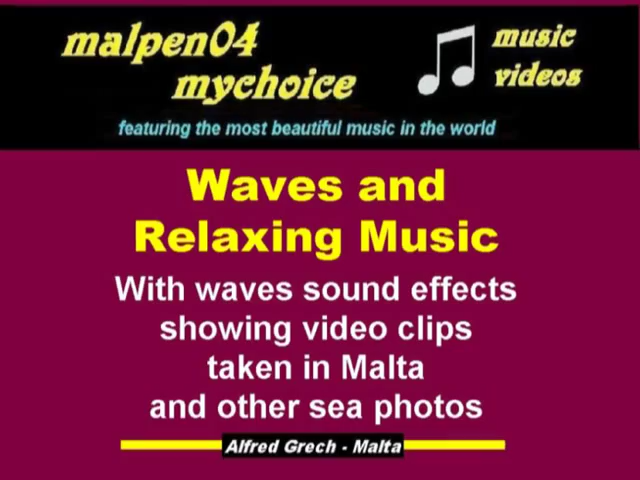 malpen04
mychoice
music
videos
featuring the most beautiful music in the world
Waves and
Relaxing Music
With waves sound effects
showing video clips
taken in Malta
and other sea photos
Alfred Grech - Malta